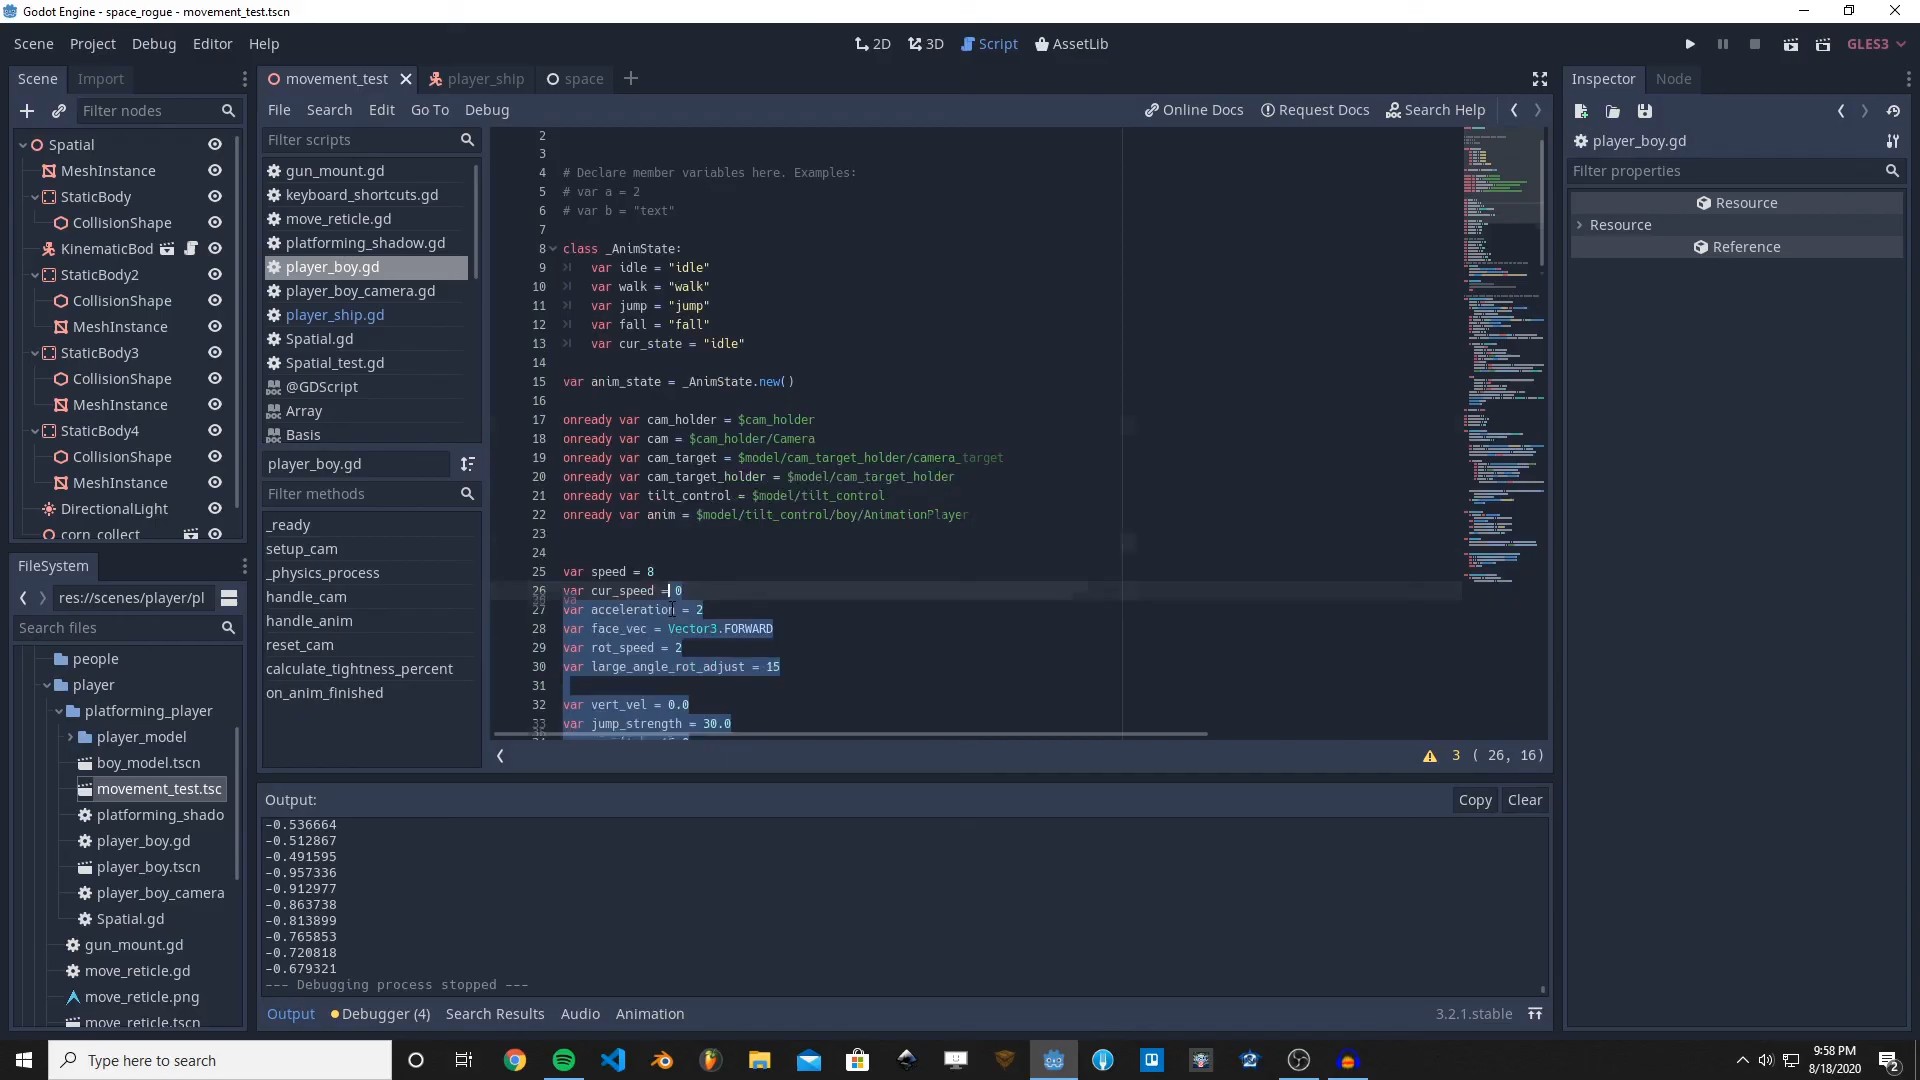 Godot Engine - space_rogue - movement_test.tscn
Scene Project Debug Editor Help
2D 3D Script AssetLib
GLES3
Scene Import
Filter nodes
Spatial
MeshInstance
StaticBody
CollisionShape
KinematicBod
StaticBody2
CollisionShape
MeshInstance
StaticBody3
CollisionShape
MeshInstance
StaticBody4
CollisionShape
MeshInstance
DirectionalLight
corn_collect
FileSystem
res://scenes/player/pl
Search files
people
player
platforming_player
player_model
boy_model.tscn
movement_test.tsc
platforming_shado
player_boy.gd
player_boy.tscn
player_boy_camera
Spatial.gd
gun_mount.gd
move_reticle.gd
move_reticle.png
move_reticle.tscn
movement_test player_ship space
File Search Edit Go To Debug
Online Docs Request Docs Search Help
Filter scripts
gun_mount.gd
keyboard_shortcuts.gd
move_reticle.gd
platforming_shadow.gd
player_boy.gd
player_boy_camera.gd
player_ship.gd
Spatial.gd
Spatial_test.gd
@GDScript
Array
Basis
player_boy.gd
Filter methods
_ready
setup_cam
_physics_process
handle_cam
handle_anim
reset_cam
calculate_tightness_percent
on_anim_finished
2
3
4 # Declare member variables here. Examples:
5 # var a = 2
6 # var b = "text"
7
8 class _AnimState:
9 var idle = "idle"
10 var walk = "walk"
11 var jump = "jump"
12 var fall = "fall"
13 var cur_state = "idle"
14
15 var anim_state = _AnimState.new()
16
17 onready var cam_holder = $cam_holder
18 onready var cam = $cam_holder/Camera
19 onready var cam_target = $model/cam_target_holder/camera_target
20 onready var cam_target_holder = $model/cam_target_holder
21 onready var tilt_control = $model/tilt_control
22 onready var anim = $model/tilt_control/boy/AnimationPlayer
23
24
25 var speed = 8
26 var cur_speed = 0
27 var acceleration = 2
28 var face_vec = Vector3.FORWARD
29 var rot_speed = 2
30 var large_angle_rot_adjust = 15
31
32 var vert_vel = 0.0
33 var jump_strength = 30.0
3 ( 26, 16)
Output:
Copy Clear
-0.536664
-0.512867
-0.491595
-0.957336
-0.912977
-0.863738
-0.813899
-0.765853
-0.720818
-0.679321
--- Debugging process stopped ---
Output Debugger (4) Search Results Audio Animation
3.2.1.stable
Inspector Node
player_boy.gd
Filter properties
Resource
Resource
Reference
Type here to search
9:58 PM
8/18/2020
2